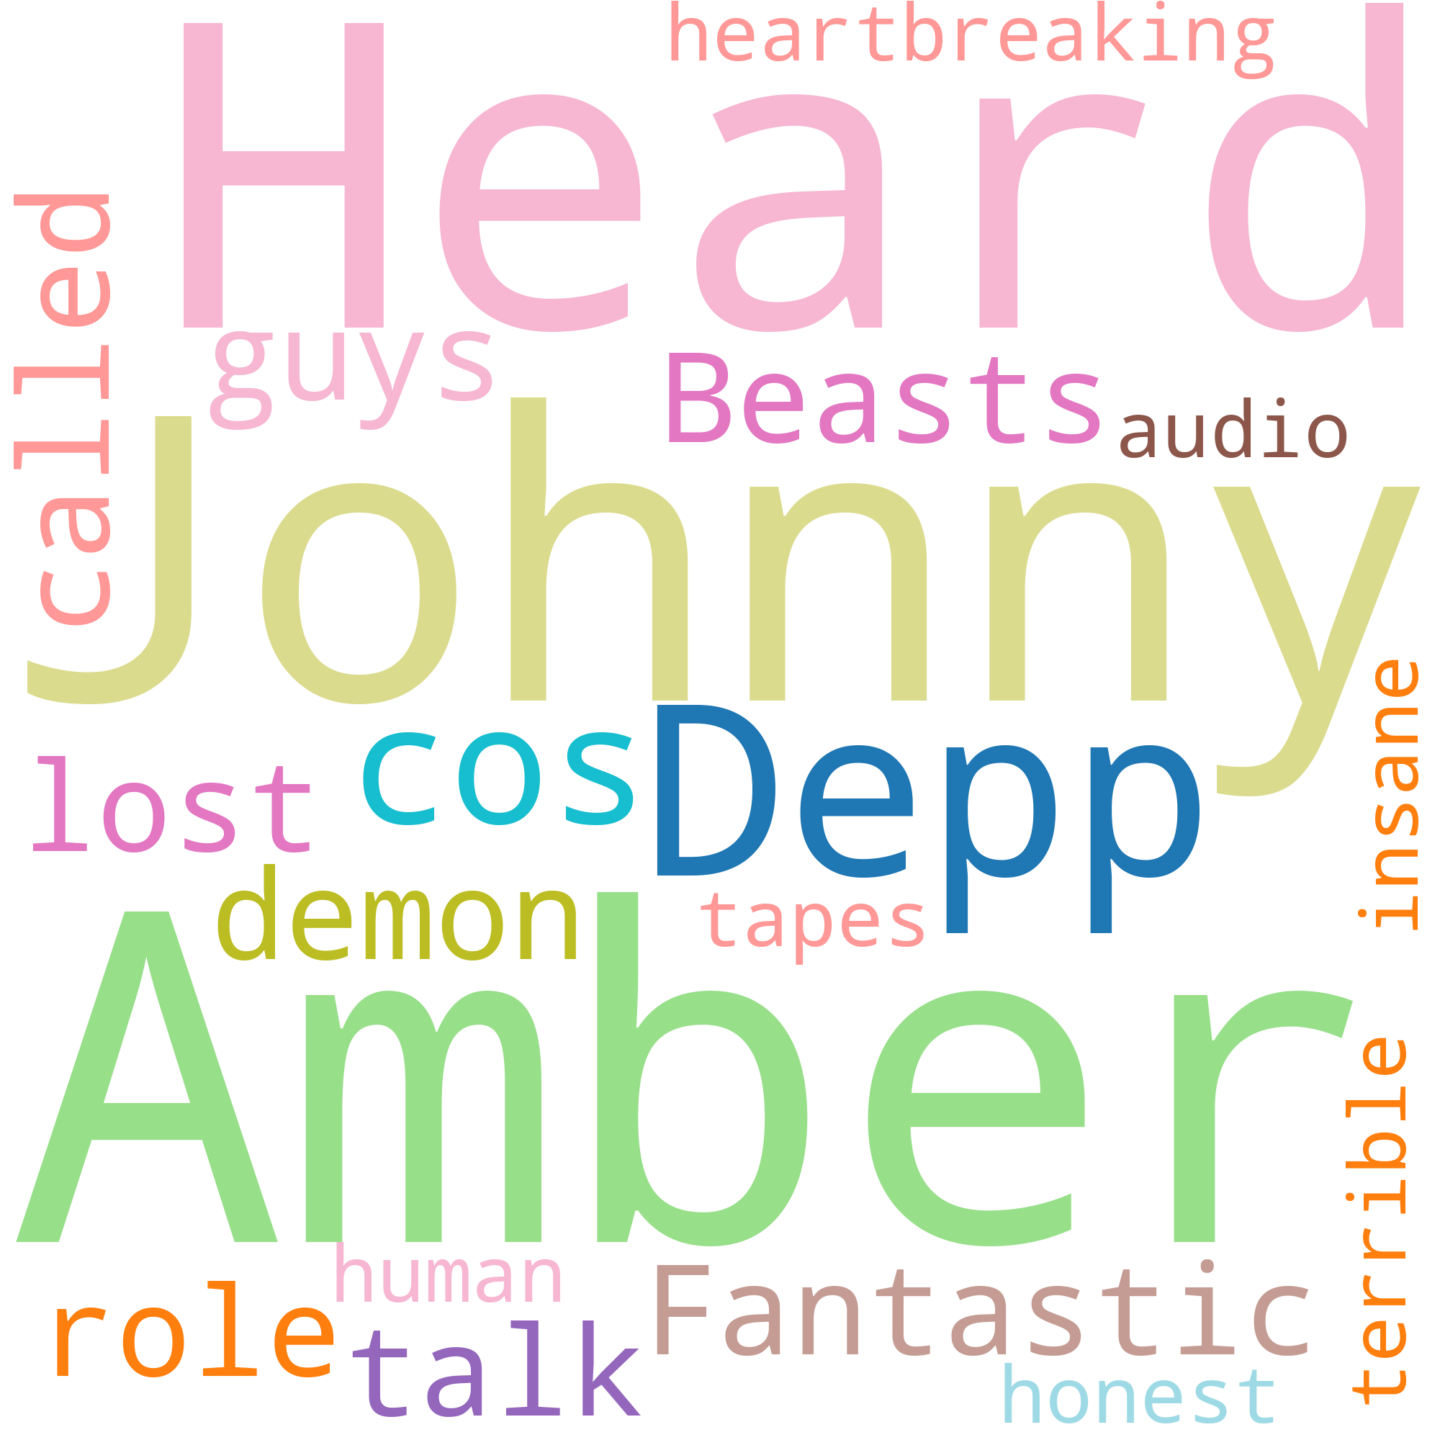 heartbreaking
Heard
called
guys
Beasts
audio
Johnny
insane
cos
Depp
lost
demon
tapes
Amber
terrible
human
role
talk
Fantastic
honest